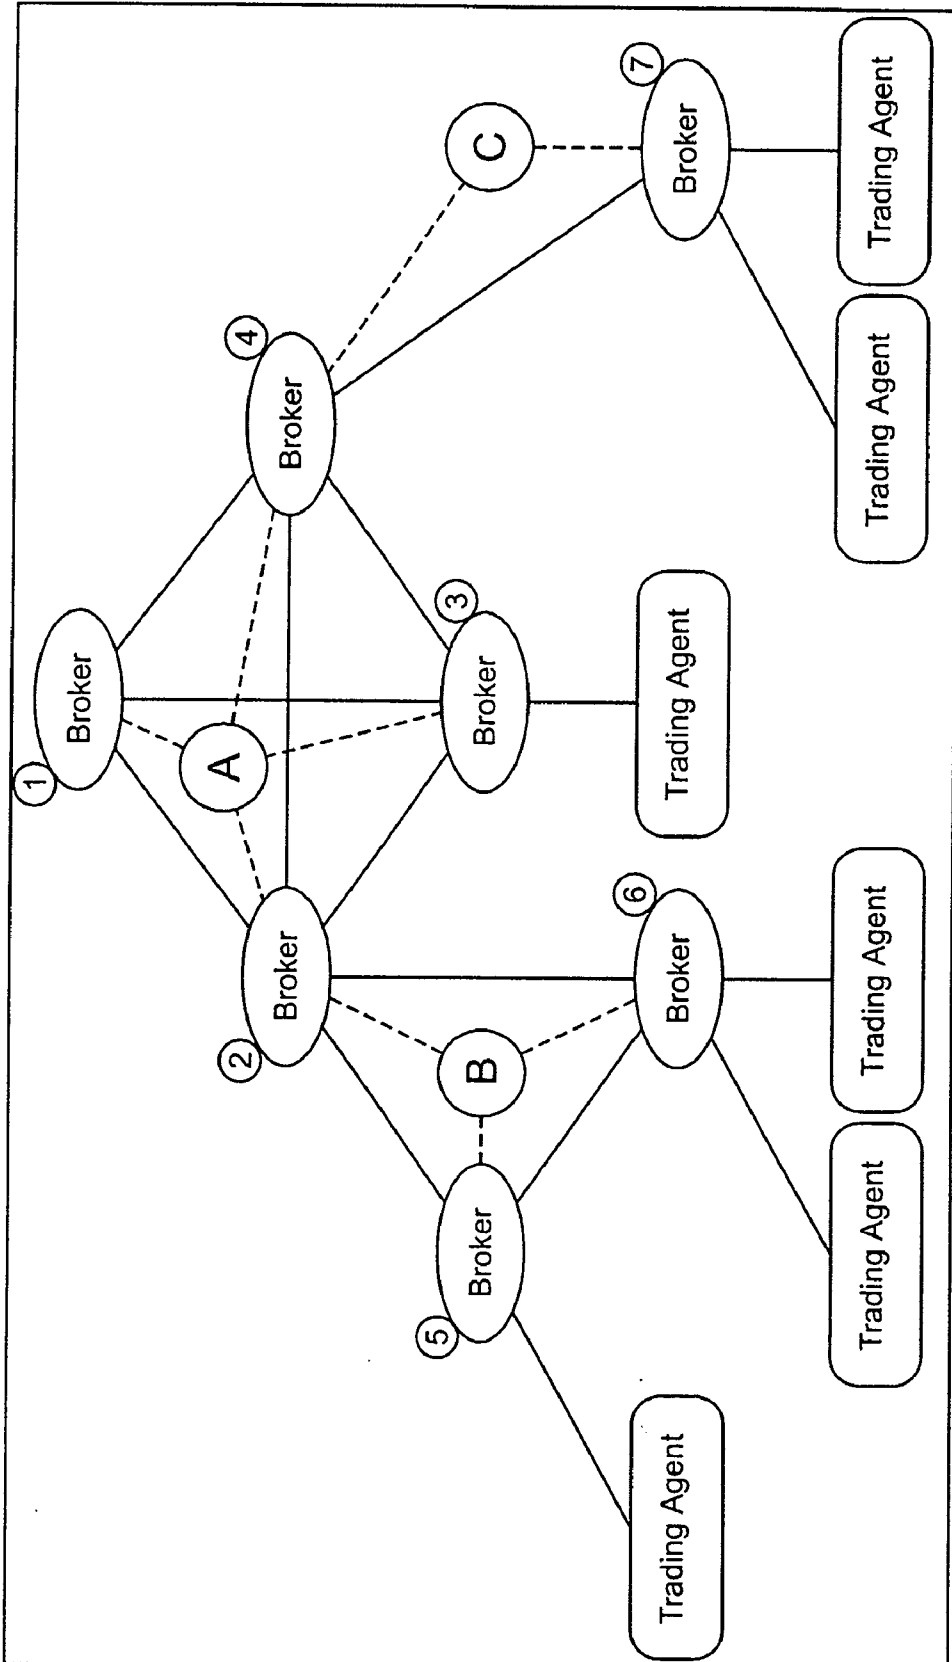 1
Broker
2
A
4
Broker
Broker
5
3
Broker
B
Broker
C
6
7
Trading Agent
Broker
Trading Agent
Broker
Trading Agent
Trading Agent
Trading Agent
Trading Agent